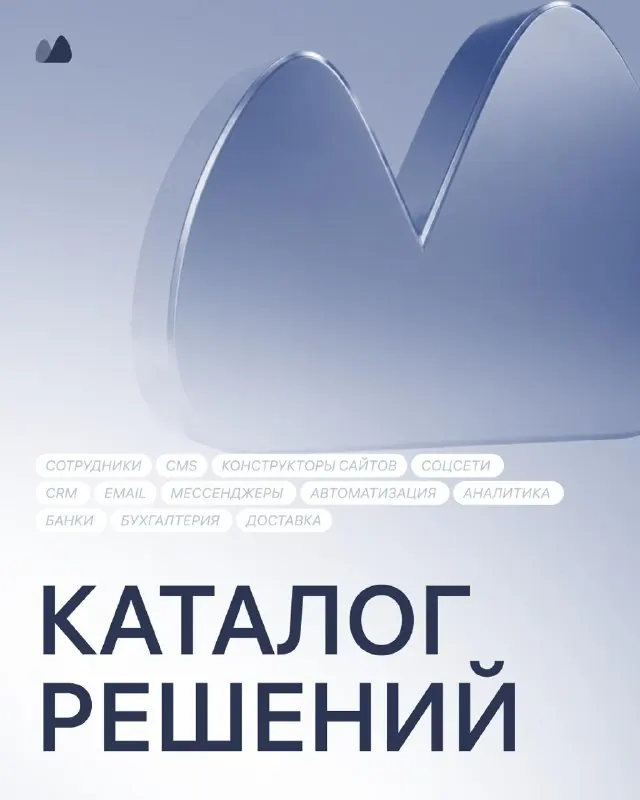 СОТРУДНИКИ CMS КОНСТРУКТОРЫ САЙТОВ СОЦСЕТИ
CRM EMAIL МЕССЕНДЖЕРЫ АВТОМАТИЗАЦИЯ АНАЛИТИКА
БАНКИ БУХГАЛТЕРИЯ ДОСТАВКА
КАТАЛОГ
РЕШЕНИЙ